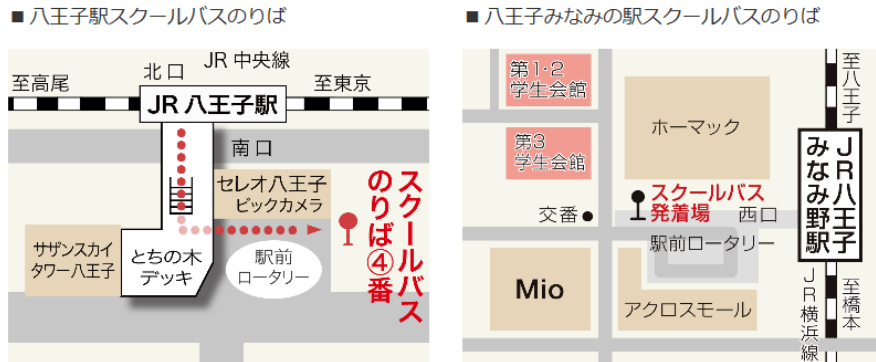 ■ 八王子駅スクールバスのりば
JR 中央線
北口
至高尾
至東京
JR 八王子駅
南口
セレオ八王子
ビックカメラ
スクールバス
のりば④番
サザンスカイ
タワー八王子
とちの木
デッキ
駅前
ロータリー
■ 八王子みなみの駅スクールバスのりば
第1・2
学生会館
至八王子
ホーマック
第3
学生会館
JR八王子
みなみ野駅
スクールバス
発着場
西口
交番
駅前ロータリー
Mio
アクロスモール
JR横浜線
至橋本